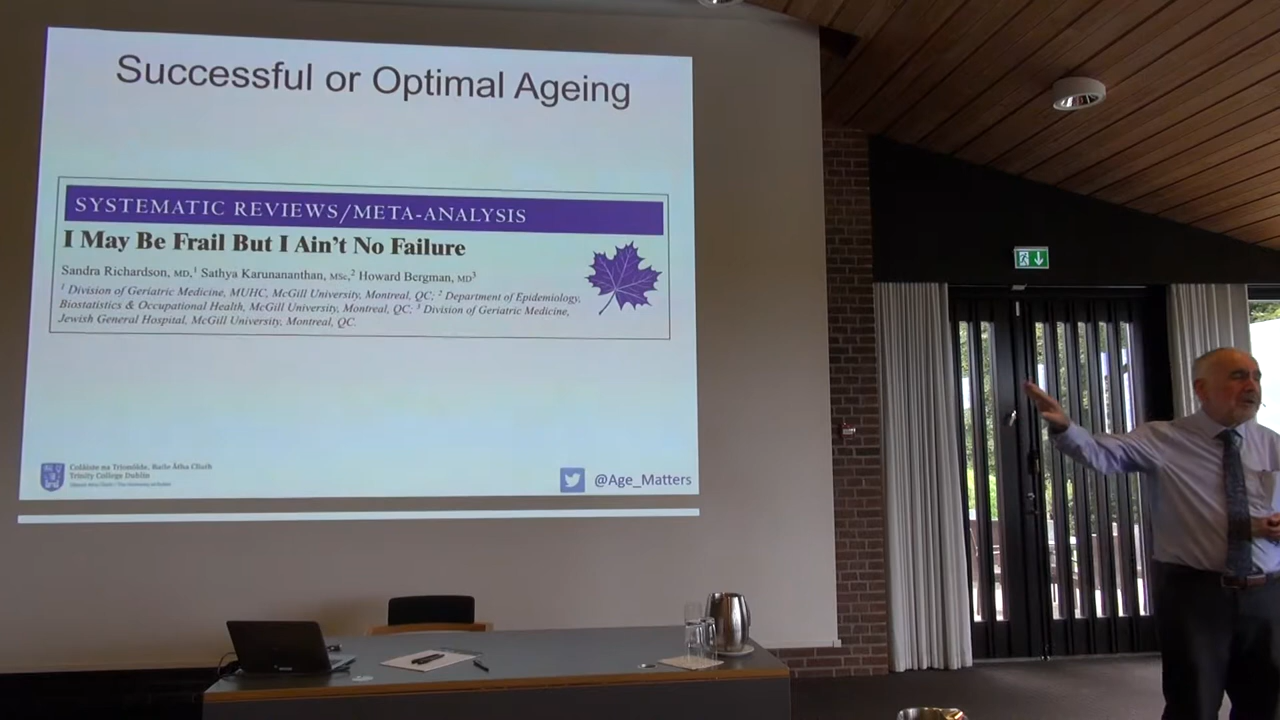 Successful or Optimal Ageing
SYSTEMATIC REVIEWS/META-ANALYSIS
I May Be Frail But I Ain't No Failure
Sandra Richardson, MD,¹ Sathya Karunananthan, MSc,² Howard Bergman, MD³
¹ Division of Geriatric Medicine, MUHC, McGill University, Montreal, QC; ² Department of Epidemiology,
Biostatistics & Occupational Health, McGill University, Montreal, QC. ³ Division of Geriatric Medicine,
Jewish General Hospital, McGill University, Montreal, QC.
Coláiste na Tríonóide, Baile Átha Cliath
Trinity College Dublin
@Age_Matters